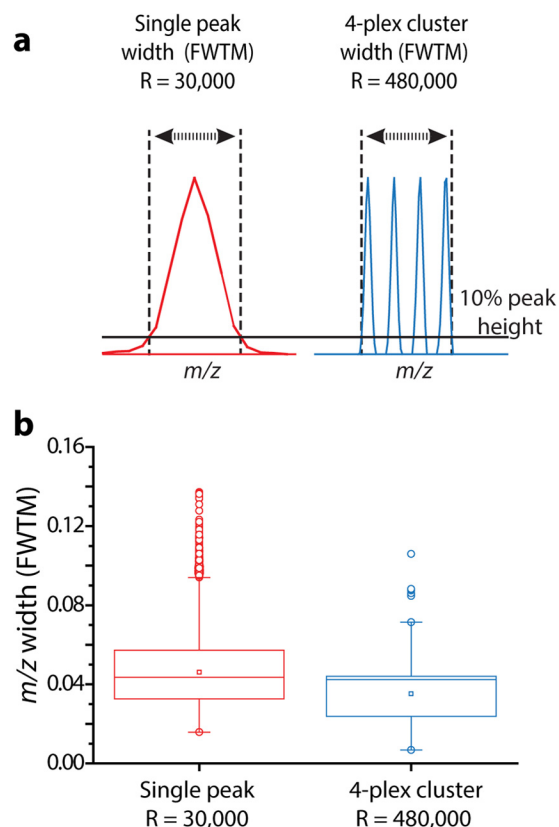 a
Single peak
width (FWTM)
R = 30,000
4-plex cluster
width (FWTM)
R = 480,000
10% peak
height
m/z
m/z
b
m/z width (FWTM)
0.16
0.12
0.08
0.04
0.00
Single peak
R = 30,000
4-plex cluster
R = 480,000